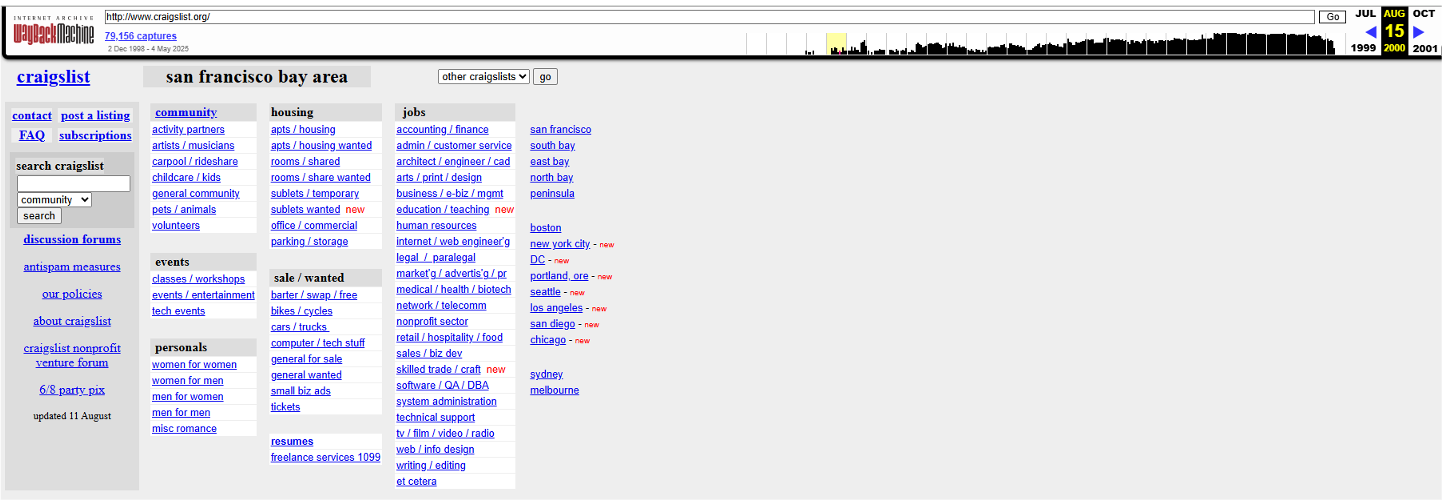 INTERNET ARCHIVE
WayBackMachine
http://www.craigslist.org/
Go
79,156 captures
2 Dec 1998 - 4 May 2025
JUL AUG OCT
15
1999 2000 2001
craigslist
san francisco bay area
other craigslists
go
contact post a listing
FAQ subscriptions
search craigslist
community
search
discussion forums
antispam measures
our policies
about craigslist
craigslist nonprofit
venture forum
6/8 party pix
updated 11 August
community
activity partners
artists / musicians
carpool / rideshare
childcare / kids
general community
pets / animals
volunteers
events
classes / workshops
events / entertainment
tech events
personals
women for women
women for men
men for women
men for men
misc romance
housing
apts / housing
apts / housing wanted
rooms / shared
rooms / share wanted
sublets / temporary
sublets wanted new
office / commercial
parking / storage
sale / wanted
barter / swap / free
bikes / cycles
cars / trucks
computer / tech stuff
general for sale
general wanted
small biz ads
tickets
resumes
freelance services 1099
jobs
accounting / finance
admin / customer service
architect / engineer / cad
arts / print / design
business / e-biz / mgmt
education / teaching new
human resources
internet / web engineer'g
legal / paralegal
market'g / advertis'g / pr
medical / health / biotech
network / telecomm
nonprofit sector
retail / hospitality / food
sales / biz dev
skilled trade / craft new
software / QA / DBA
system administration
technical support
tv / film / video / radio
web / info design
writing / editing
et cetera
san francisco
south bay
east bay
north bay
peninsula
boston
new york city - new
DC - new
portland, ore - new
seattle - new
los angeles - new
san diego - new
chicago - new
sydney
melbourne